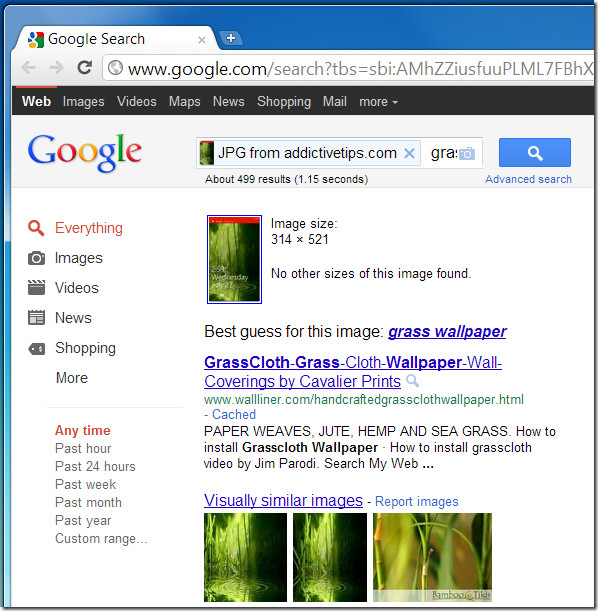 Google Search
www.google.com/search?tbs=sbi:AMhZZiusfuuPLML7FBhX
Web Images Videos Maps News Shopping Mail more
Google
JPG from addictivetips.com gras
About 499 results (1.15 seconds) Advanced search
Everything
Images
Videos
News
Shopping
More
Any time
Past hour
Past 24 hours
Past week
Past month
Past year
Custom range...
Image size:
314 × 521
No other sizes of this image found.
2:59
Wednesday
July 27
Best guess for this image: grass wallpaper
GrassCloth-Grass-Cloth-Wallpaper-Wall-
Coverings by Cavalier Prints
www.wallliner.com/handcraftedgrassclothwallpaper.html
- Cached
PAPER WEAVES, JUTE, HEMP AND SEA GRASS. How to
install Grasscloth Wallpaper · How to install grasscloth
video by Jim Parodi. Search My Web ...
Visually similar images - Report images
Bamboo & Tikis